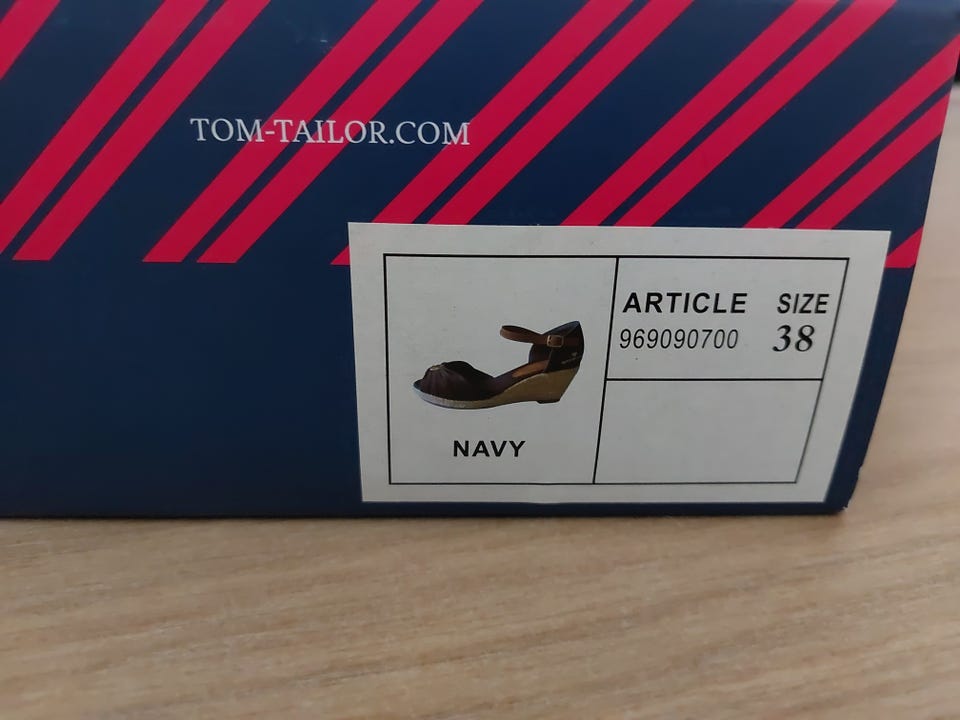 TOM-TAILOR.COM
ARTICLE SIZE
969090700 38
NAVY